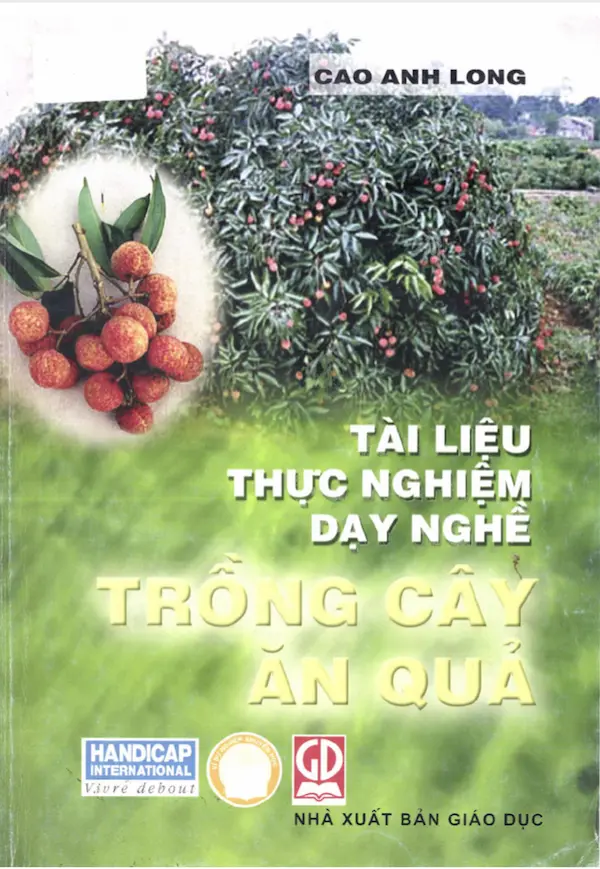 CAO ANH LONG
TÀI LIỆU
THỰC NGHIỆM
DẠY NGHỀ
TRỒNG CÂY
ĂN QUẢ
HANDICAP
INTERNATIONAL
Vivre debout
GD
NHÀ XUẤT BẢN GIÁO DỤC